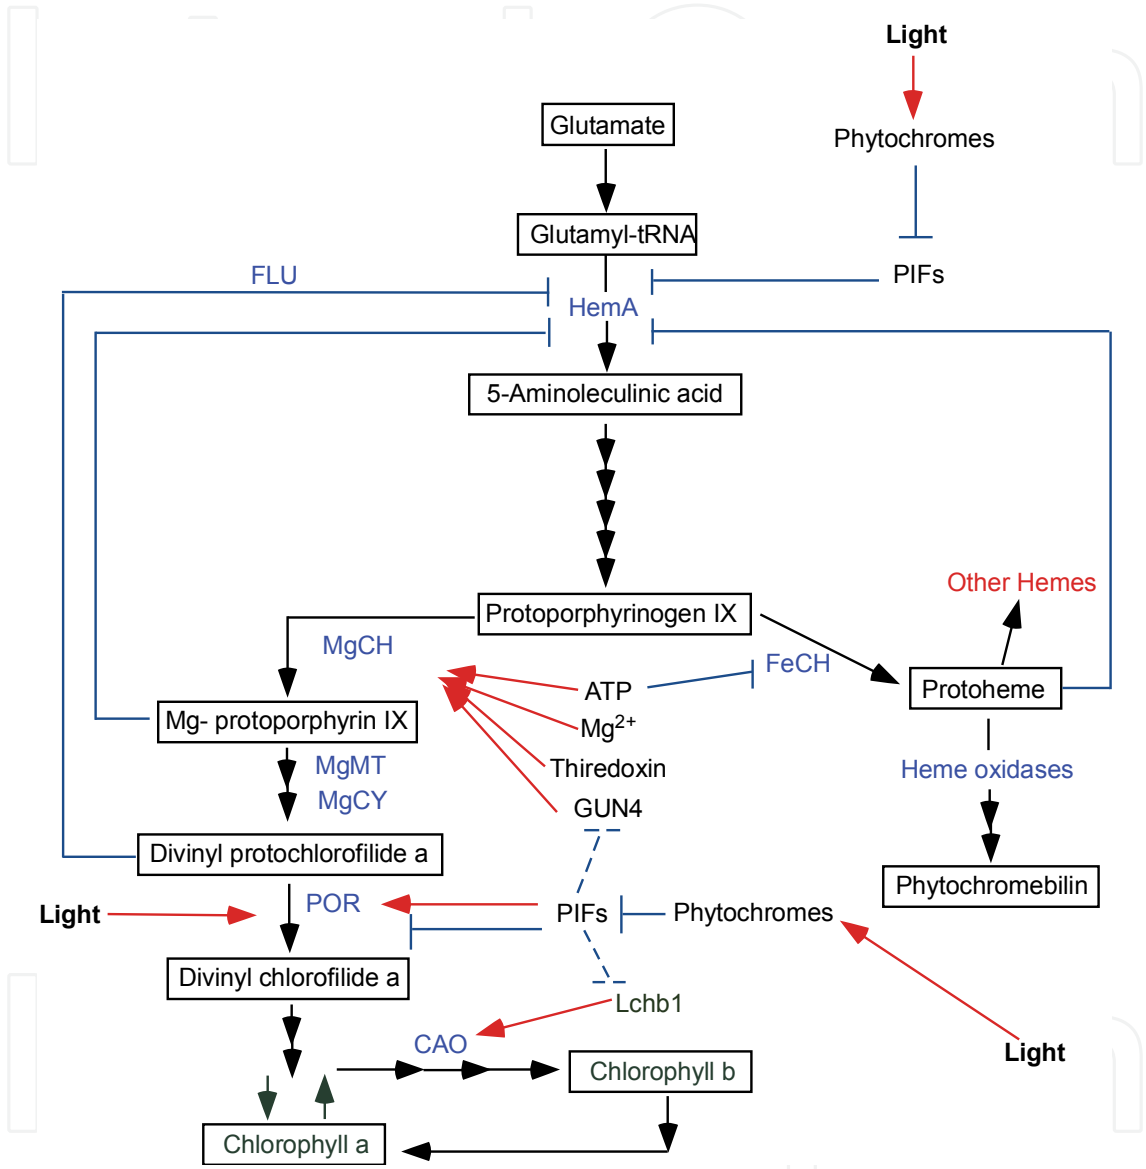 Light
Glutamate
Phytochromes
Glutamyl-tRNA
FLU
PIFs
HemA
5-Aminoleculinic acid
Other Hemes
Protoporphyrinogen IX
MgCH
FeCH
ATP
Protoheme
Mg- protoporphyrin IX
Mg2+
MgMT
Thiredoxin
Heme oxidases
MgCY
GUN4
Divinyl protochlorofilide a
Phytochromebilin
POR
Light
PIFs
Phytochromes
Divinyl chlorofilide a
Lchb1
CAO
Light
Chlorophyll b
Chlorophyll a